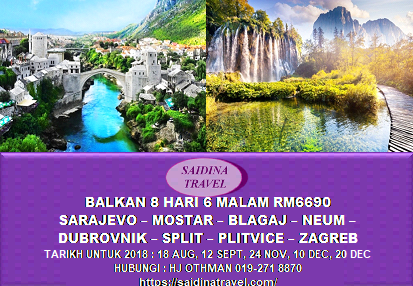 SAIDINA
TRAVEL
BALKAN 8 HARI 6 MALAM RM6690
SARAJEVO – MOSTAR – BLAGAJ – NEUM –
DUBROVNIK – SPLIT – PLITVICE – ZAGREB
TARIKH UNTUK 2018 : 18 AUG, 12 SEPT, 24 NOV, 10 DEC, 20 DEC
HUBUNGI : HJ OTHMAN 019-271 8870
https://saidinatravel.com/